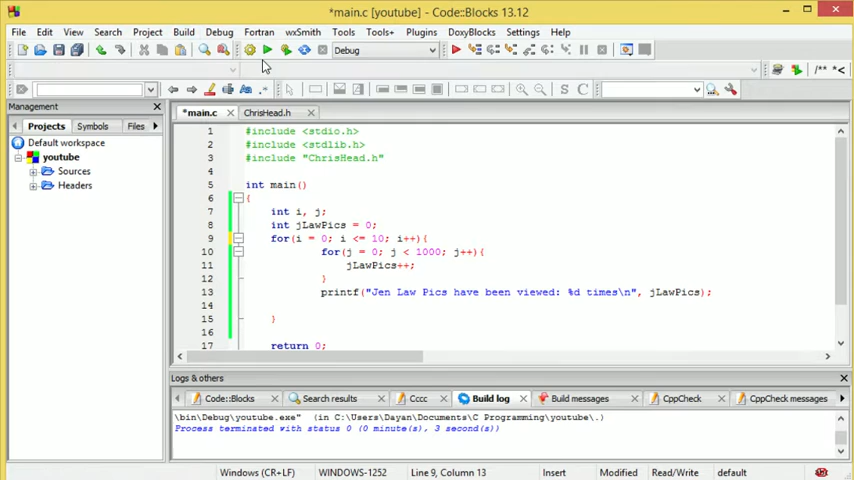 *main.c [youtube] - Code::Blocks 13.12
File Edit View Search Project Build Debug Fortran wxSmith Tools Tools+ Plugins DoxyBlocks Settings Help
Debug
/** *<
S C
Management
Projects Symbols Files
*main.c ChrisHead.h
Default workspace
youtube
Sources
Headers
1 #include <stdio.h>
2 #include <stdlib.h>
3 #include "ChrisHead.h"
4
5 int main()
6 {
7 int i, j;
8 int jLawPics = 0;
9 for(i = 0; i <= 10; i++){
10 for(j = 0; j < 1000; j++){
11 jLawPics++;
12 }
13 printf("Jen Law Pics have been viewed: %d times\n", jLawPics);
14
15 }
16
17 return 0;
Logs & others
Code::Blocks Search results Cccc Build log Build messages CppCheck CppCheck messages
\bin\Debug\youtube.exe" (in C:\Users\Dayan\Documents\C Programming\youtube\.)
Process terminated with status 0 (0 minute(s), 3 second(s))
Windows (CR+LF) WINDOWS-1252 Line 9, Column 13 Insert Modified Read/Write default